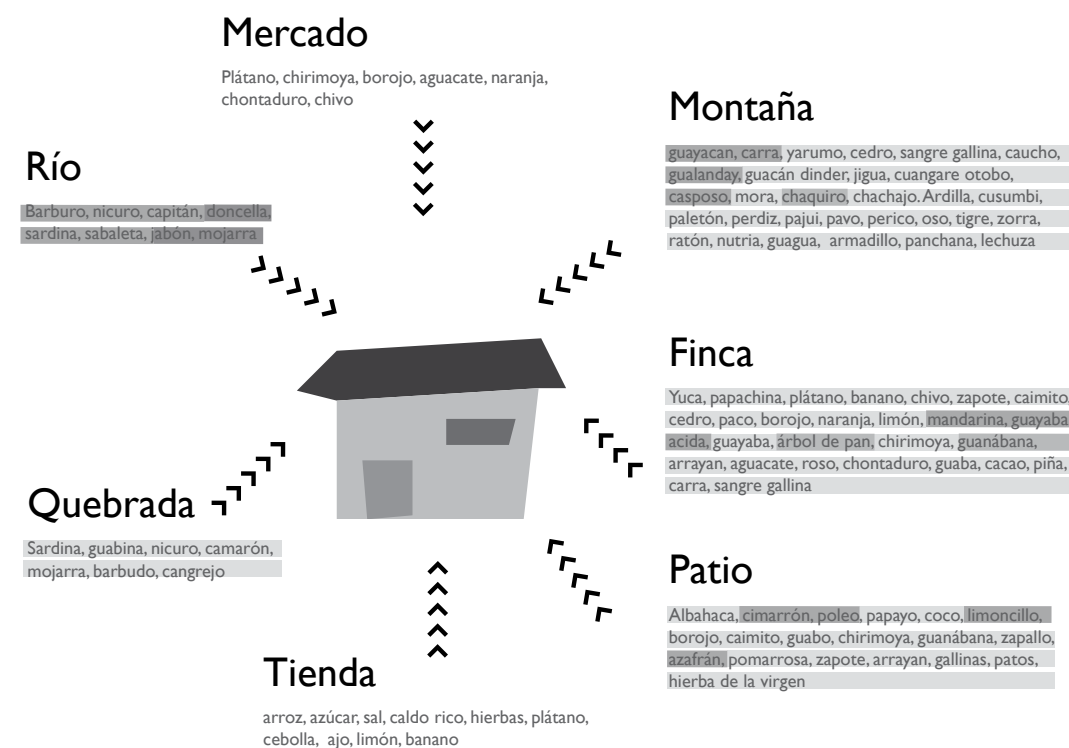 Mercado
Plátano, chirimoya, borojo, aguacate, naranja,
chontaduro, chivo
Montaña
guayacan, carra, yarumo, cedro, sangre gallina, caucho,
gualanday, guacán dinder, jigua, cuangare otobo,
casposo, mora, chaquiro, chachajo. Ardilla, cusumbi,
paletón, perdiz, pajui, pavo, perico, oso, tigre, zorra,
ratón, nutria, guagua, armadillo, panchana, lechuza
Río
Barburo, nicuro, capitán, doncella,
sardina, sabaleta, jabón, mojarra
Finca
Yuca, papachina, plátano, banano, chivo, zapote, caimito,
cedro, paco, borojo, naranja, limón, mandarina, guayaba
acida, guayaba, árbol de pan, chirimoya, guanábana,
arrayan, aguacate, roso, chontaduro, guaba, cacao, piña,
carra, sangre gallina
Quebrada
Sardina, guabina, nicuro, camarón,
mojarra, barbudo, cangrejo
Patio
Albahaca, cimarrón, poleo, papayo, coco, limoncillo,
borojo, caimito, guabo, chirimoya, guanábana, zapallo,
azafrán, pomarrosa, zapote, arrayan, gallinas, patos,
hierba de la virgen
Tienda
arroz, azúcar, sal, caldo rico, hierbas, plátano,
cebolla, ajo, limón, banano